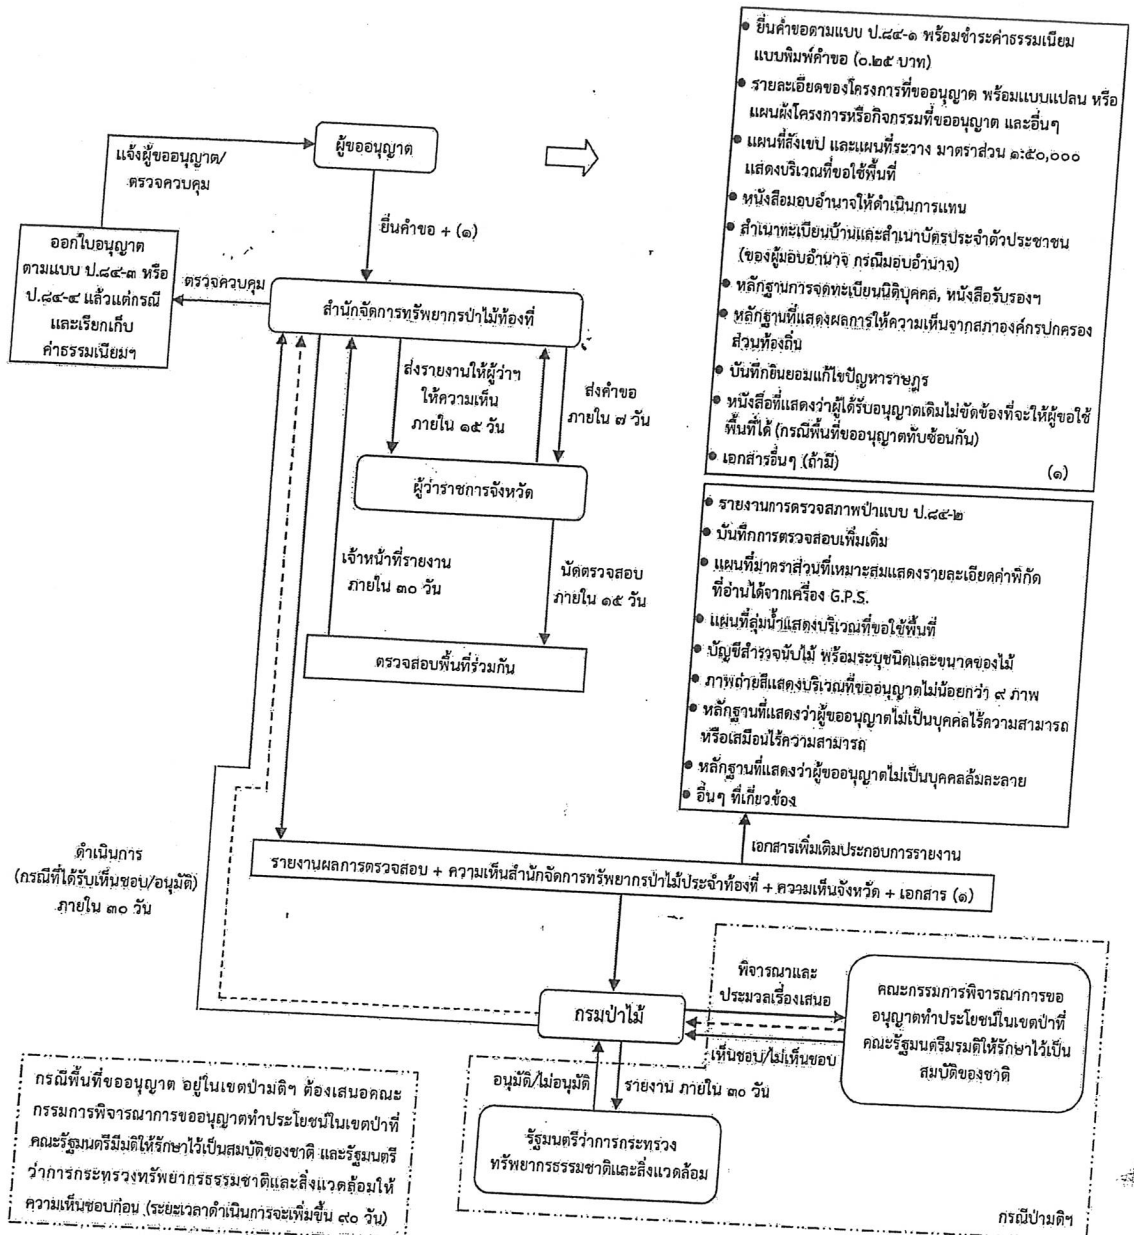 ผู้ขออนุญาต
แจ้งผู้ขออนุญาต/
ตรวจควบคุม
ยื่นคำขอ + (๑)
ออกใบอนุญาต
ตามแบบ ป.๘๔-๓ หรือ
ป.๘๔-๔ แล้วแต่กรณี
และเรียกเก็บ
ค่าธรรมเนียมฯ
ตรวจควบคุม
สำนักจัดการทรัพยากรป่าไม้ท้องที่
ส่งรายงานให้ผู้ว่าฯ
ให้ความเห็น
ภายใน ๑๕ วัน
ส่งคำขอ
ภายใน ๗ วัน
ผู้ว่าราชการจังหวัด
เจ้าหน้าที่รายงาน
ภายใน ๓๐ วัน
นัดตรวจสอบ
ภายใน ๑๕ วัน
ตรวจสอบพื้นที่ร่วมกัน
• ยื่นคำขอตามแบบ ป.๘๔-๑ พร้อมชำระค่าธรรมเนียม
แบบพิมพ์คำขอ (๐.๒๕ บาท)
• รายละเอียดของโครงการที่ขออนุญาต พร้อมแบบแปลน หรือ
แผนผังโครงการหรือกิจกรรมที่ขออนุญาต และอื่นๆ
• แผนที่สังเขป และแผนที่ระวาง มาตราส่วน ๑:๕๐,๐๐๐
แสดงบริเวณที่ขอใช้พื้นที่
• หนังสือมอบอำนาจให้ดำเนินการแทน
• สำเนาทะเบียนบ้านและสำเนาบัตรประจำตัวประชาชน
(ของผู้มอบอำนาจ กรณีมอบอำนาจ)
• หลักฐานการจดทะเบียนนิติบุคคล, หนังสือรับรองฯ
• หลักฐานที่แสดงผลการให้ความเห็นจากสภาองค์กรปกครอง
ส่วนท้องถิ่น
• บันทึกยินยอมแก้ไขปัญหาราษฎร
• หนังสือที่แสดงว่าผู้ได้รับอนุญาตเดิมไม่ขัดข้องที่จะให้ผู้ขอใช้
พื้นที่ได้ (กรณีพื้นที่ขออนุญาตทับซ้อนกัน)
• เอกสารอื่นๆ (ถ้ามี)
(๑)
• รายงานการตรวจสภาพป่าแบบ ป.๘๔-๒
• บันทึกการตรวจสอบเพิ่มเติม
• แผนที่มาตราส่วนที่เหมาะสมแสดงรายละเอียดค่าพิกัด
ที่อ่านได้จากเครื่อง G.P.S.
• แผ่นที่ลุ่มน้ำแสดงบริเวณที่ขอใช้พื้นที่
• บัญชีสำรวจนับไม้ พร้อมระบุชนิดและขนาดของไม้
• ภาพถ่ายสีแสดงบริเวณที่ขออนุญาตไม่น้อยกว่า ๙ ภาพ
• หลักฐานที่แสดงว่าผู้ขออนุญาตไม่เป็นบุคคลไร้ความสามารถ
หรือเสมือนไร้ความสามารถ
• หลักฐานที่แสดงว่าผู้ขออนุญาตไม่เป็นบุคคลล้มละลาย
• อื่นๆ ที่เกี่ยวข้อง
เอกสารเพิ่มเติมประกอบการรายงาน
รายงานผลการตรวจสอบ + ความเห็นสำนักจัดการทรัพยากรป่าไม้ประจำท้องที่ + ความเห็นจังหวัด + เอกสาร (๑)
ดำเนินการ
(กรณีที่ได้รับเห็นชอบ/อนุมัติ)
ภายใน ๓๐ วัน
กรมป่าไม้
พิจารณาและ
ประมวลเรื่องเสนอ
เห็นชอบ/ไม่เห็นชอบ
คณะกรรมการพิจารณาการขอ
อนุญาตทำประโยชน์ในเขตป่าที่
คณะรัฐมนตรีมรมติให้รักษาไว้เป็น
สมบัติของชาติ
อนุมัติ/ไม่อนุมัติ
รายงาน ภายใน ๓๐ วัน
รัฐมนตรีว่าการกระทรวง
ทรัพยากรธรรมชาติและสิ่งแวดล้อม
กรณีป่ามติฯ
กรณีพื้นที่ขออนุญาต อยู่ในเขตป่ามติฯ ต้องเสนอคณะ
กรรมการพิจารณาการขออนุญาตทำประโยชน์ในเขตป่าที่
คณะรัฐมนตรีมีมติให้รักษาไว้เป็นสมบัติของชาติ และรัฐมนตรี
ว่าการกระทรวงทรัพยากรธรรมชาติและสิ่งแวดล้อมให้
ความเห็นชอบก่อน (ระยะเวลาดำเนินการจะเพิ่มขึ้น ๙๐ วัน)